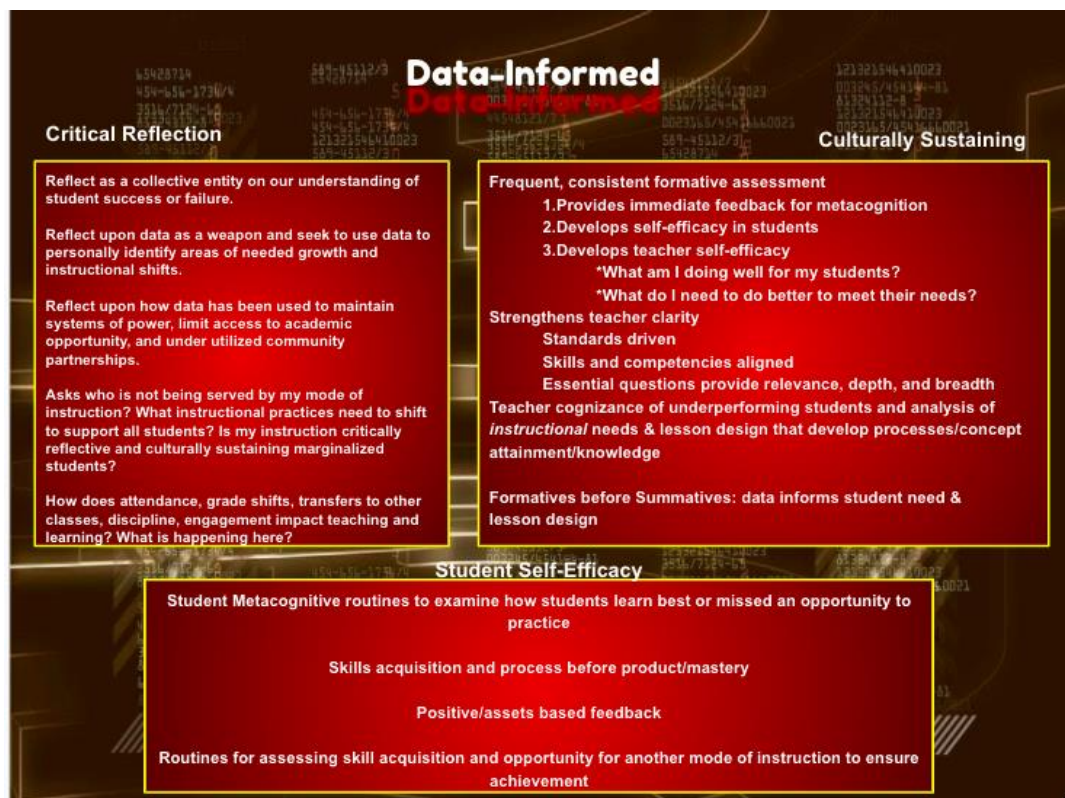 Data-Informed
Critical Reflection
Reflect as a collective entity on our understanding of
student success or failure.
Reflect upon data as a weapon and seek to use data to
personally identify areas of needed growth and
instructional shifts.
Reflect upon how data has been used to maintain
systems of power, limit access to academic
opportunity, and under utilized community
partnerships.
Asks who is not being served by my mode of
instruction? What instructional practices need to shift
to support all students? Is my instruction critically
reflective and culturally sustaining marginalized
students?
How does attendance, grade shifts, transfers to other
classes, discipline, engagement impact teaching and
learning? What is happening here?
Culturally Sustaining
Frequent, consistent formative assessment
1.Provides immediate feedback for metacognition
2.Develops self-efficacy in students
3.Develops teacher self-efficacy
*What am I doing well for my students?
*What do I need to do better to meet their needs?
Strengthens teacher clarity
Standards driven
Skills and competencies aligned
Essential questions provide relevance, depth, and breadth
Teacher cognizance of underperforming students and analysis of
instructional needs & lesson design that develop processes/concept
attainment/knowledge
Formatives before Summatives: data informs student need &
lesson design
Student Self-Efficacy
Student Metacognitive routines to examine how students learn best or missed an opportunity to
practice
Skills acquisition and process before product/mastery
Positive/assets based feedback
Routines for assessing skill acquisition and opportunity for another mode of instruction to ensure
achievement